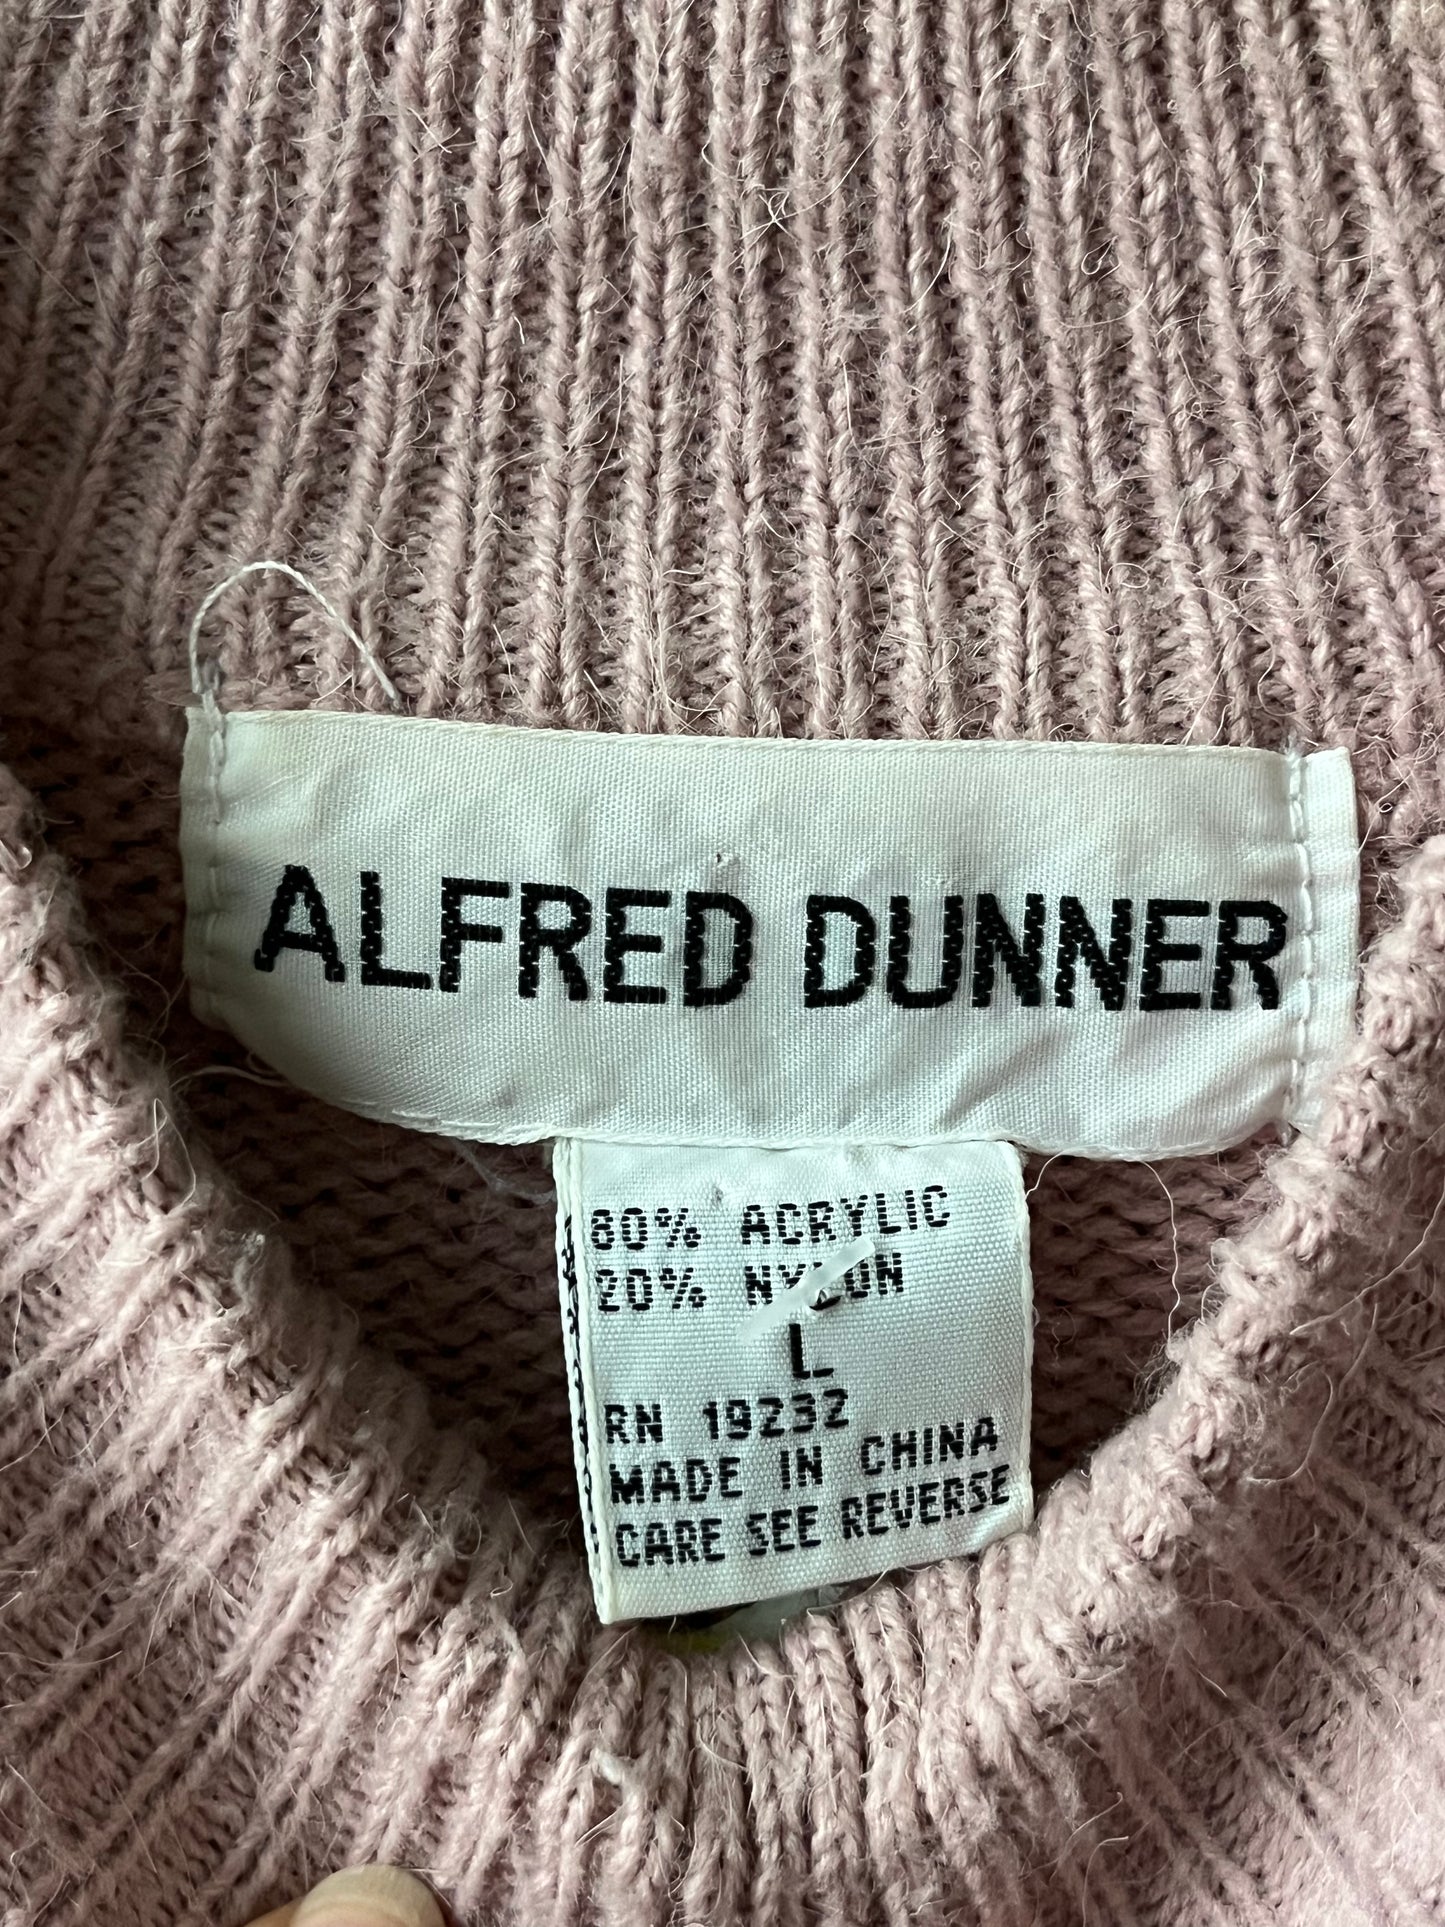 ALFRED DUNNER
80% ACRYLIC
20% NYLON
L
RN 19232
MADE IN CHINA
CARE SEE REVERSE